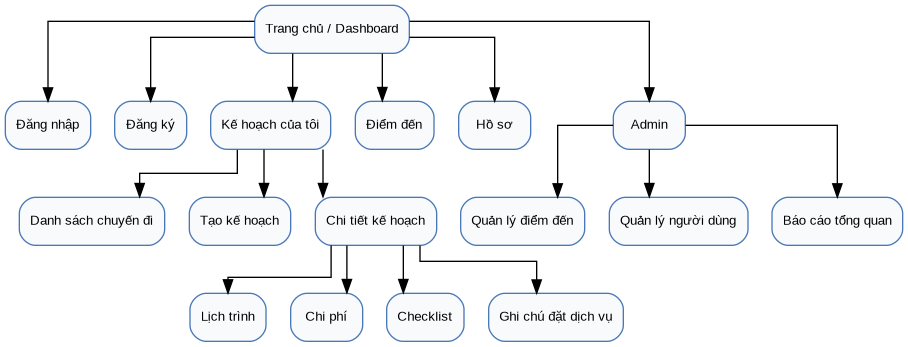 Trang chủ / Dashboard
Đăng nhập
Đăng ký
Kế hoạch của tôi
Điểm đến
Hồ sơ
Admin
Danh sách chuyến đi
Tạo kế hoạch
Chi tiết kế hoạch
Quản lý điểm đến
Quản lý người dùng
Báo cáo tổng quan
Lịch trình
Chi phí
Checklist
Ghi chú đặt dịch vụ